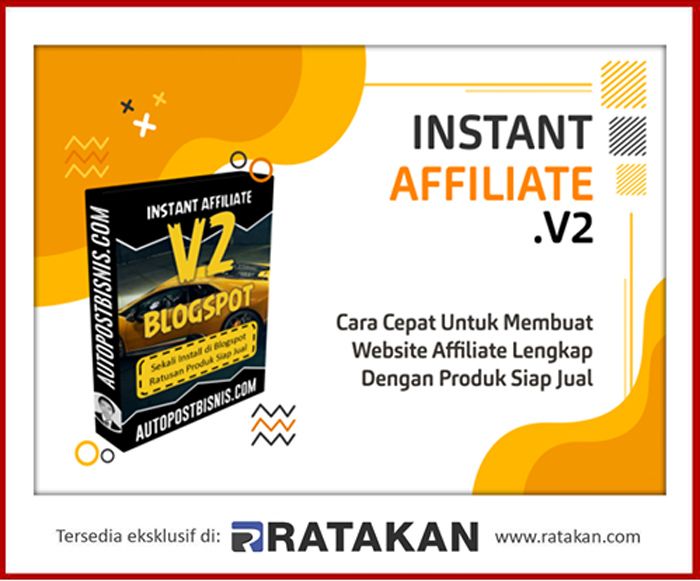 INSTANT
AFFILIATE
.V2
INSTANT AFFILIATE
V2
BLOGSPOT
Sekali Install di Blogspot
Ratusan Produk Siap Jual
AUTOPOSTBISNIS.COM
AUTOPOSTBISNIS.COM
Cara Cepat Untuk Membuat
Website Affiliate Lengkap
Dengan Produk Siap Jual
Tersedia eksklusif di: RATAKAN www.ratakan.com